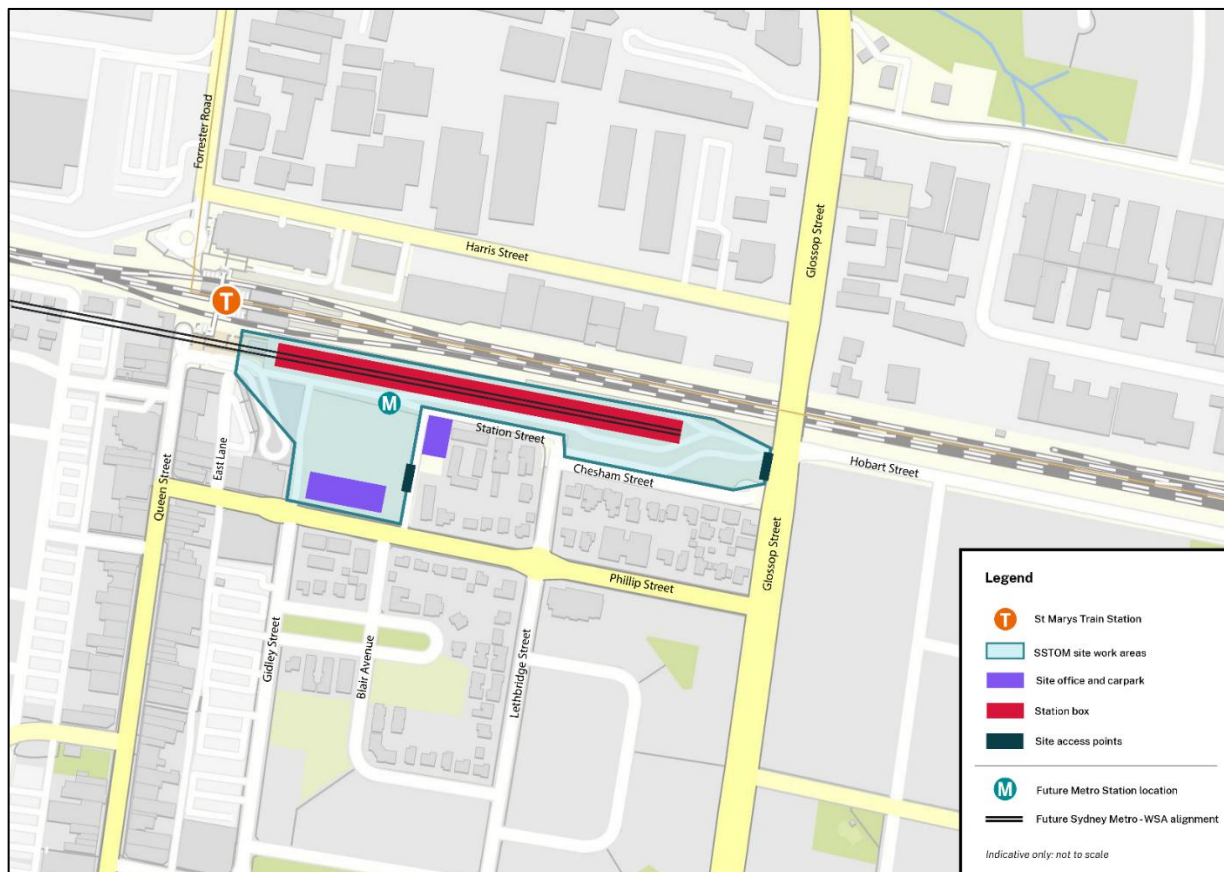 Forrester Road
Harris Street
Glossop Street
T
M
Station Street
Chesham Street
Hobart Street
East Lane
Queen Street
Phillip Street
Glossop Street
Gidley Street
Blair Avenue
Lethbridge Street
Legend
T St Marys Train Station
SSTOM site work areas
Site office and carpark
Station box
Site access points
M Future Metro Station location
Future Sydney Metro - WSA alignment
Indicative only: not to scale